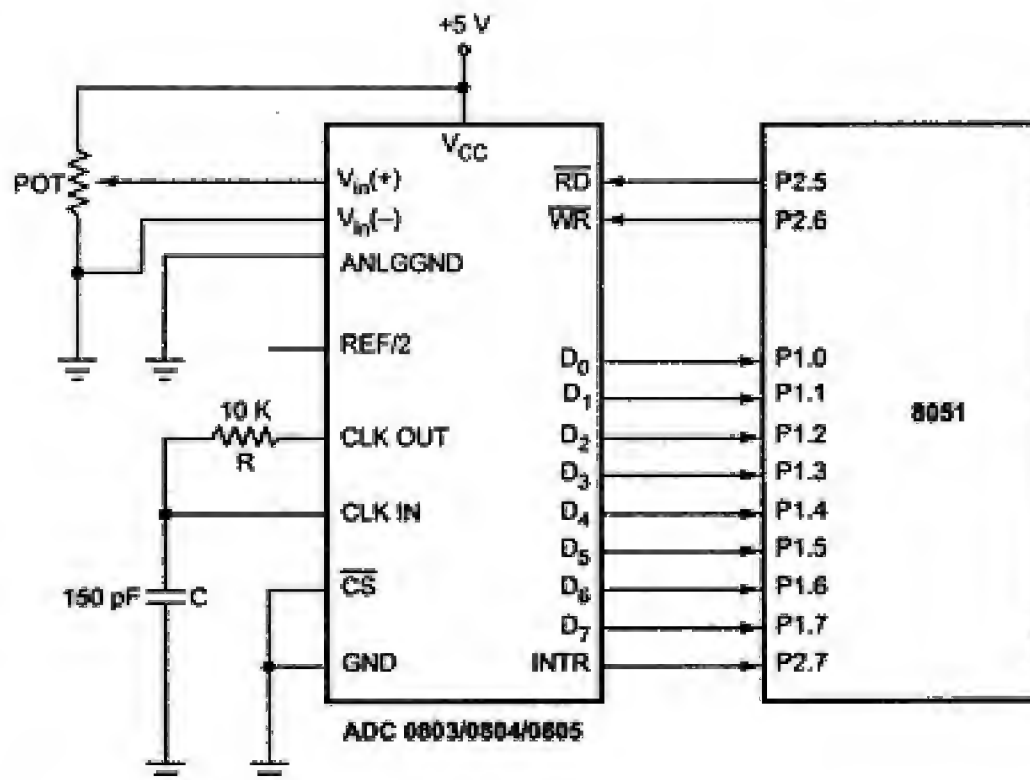 +5 V
VCC
POT
Vin(+)
RD
P2.5
Vin(–)
WR
P2.6
ANLGGND
REF/2
D0
P1.0
D1
P1.1
8051
10 K
R
CLK OUT
D2
P1.2
D3
P1.3
CLK IN
D4
P1.4
D5
P1.5
150 pF
C
CS
D6
P1.6
D7
P1.7
GND
INTR
P2.7
ADC 0803/0804/0805